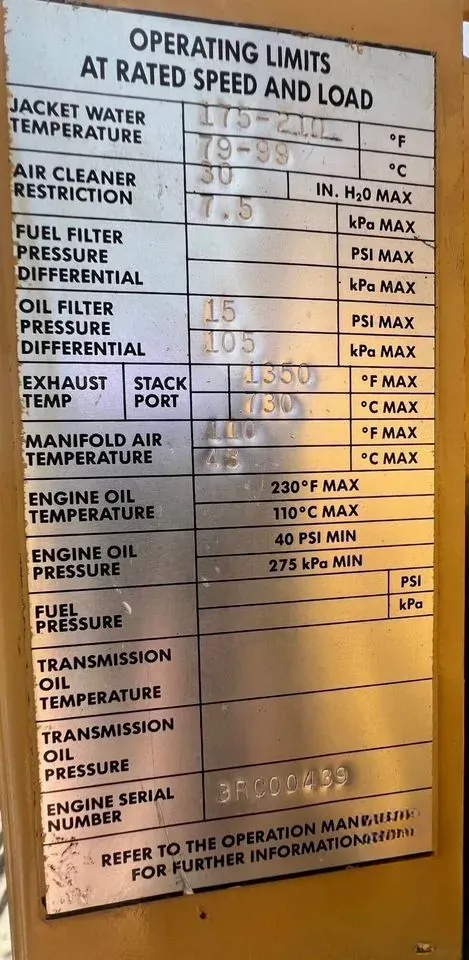 OPERATING LIMITS
AT RATED SPEED AND LOAD
JACKET WATER TEMPERATURE 175-210 °F
79-99 °C
AIR CLEANER RESTRICTION 30 IN. H₂0 MAX
7.5 kPa MAX
FUEL FILTER PRESSURE DIFFERENTIAL PSI MAX
kPa MAX
OIL FILTER PRESSURE DIFFERENTIAL 15 PSI MAX
105 kPa MAX
EXHAUST TEMP STACK PORT 1350 °F MAX
730 °C MAX
MANIFOLD AIR TEMPERATURE 110 °F MAX
43 °C MAX
ENGINE OIL TEMPERATURE 230°F MAX
110°C MAX
ENGINE OIL PRESSURE 40 PSI MIN
275 kPa MIN
FUEL PRESSURE PSI
kPa
TRANSMISSION OIL TEMPERATURE
TRANSMISSION OIL PRESSURE
ENGINE SERIAL NUMBER 3RC00439
REFER TO THE OPERATION MANUAL
FOR FURTHER INFORMATION